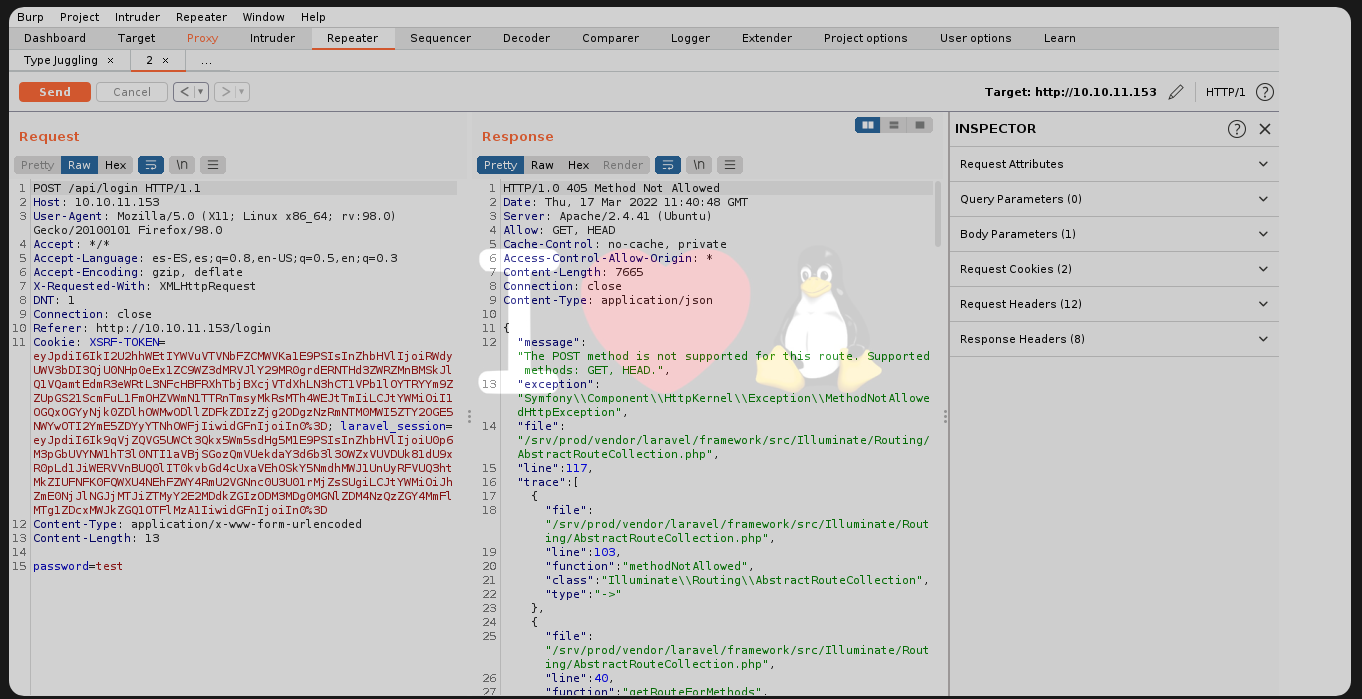 Burp Project Intruder Repeater Window Help
Dashboard Target Proxy Intruder Repeater Sequencer Decoder Comparer Logger Extender Project options User options Learn
Type Juggling × 2 × ...
Send Cancel < > Target: http://10.10.11.153 HTTP/1 ?
Request
Pretty Raw Hex \n
1 POST /api/login HTTP/1.1
2 Host: 10.10.11.153
3 User-Agent: Mozilla/5.0 (X11; Linux x86_64; rv:98.0)
Gecko/20100101 Firefox/98.0
4 Accept: */*
5 Accept-Language: es-ES,es;q=0.8,en-US;q=0.5,en;q=0.3
6 Accept-Encoding: gzip, deflate
7 X-Requested-With: XMLHttpRequest
8 DNT: 1
9 Connection: close
10 Referer: http://10.10.11.153/login
11 Cookie: XSRF-TOKEN=
laravel_session=
12 Content-Type: application/x-www-form-urlencoded
13 Content-Length: 13
14
15 password=test
Response
Pretty Raw Hex Render \n
1 HTTP/1.0 405 Method Not Allowed
2 Date: Thu, 17 Mar 2022 11:40:48 GMT
3 Server: Apache/2.4.41 (Ubuntu)
4 Allow: GET, HEAD
5 Cache-Control: no-cache, private
6 Access-Control-Allow-Origin: *
7 Content-Length: 7665
8 Connection: close
9 Content-Type: application/json
10
11 {
12 "message":
"The POST method is not supported for this route. Supported
methods: GET, HEAD.",
13 "exception":
"Symfony\\Component\\HttpKernel\\Exception\\MethodNotAllowe
dHttpException",
14 "file":
"/srv/prod/vendor/laravel/framework/src/Illuminate/Routing/
AbstractRouteCollection.php",
15 "line":117,
16 "trace":[
17 {
18 "file":
"/srv/prod/vendor/laravel/framework/src/Illuminate/Rout
ing/AbstractRouteCollection.php",
19 "line":103,
20 "function":"methodNotAllowed",
21 "class":"Illuminate\\Routing\\AbstractRouteCollection",
22 "type":"->"
23 },
24 {
25 "file":
"/srv/prod/vendor/laravel/framework/src/Illuminate/Rout
ing/AbstractRouteCollection.php",
26 "line":40,
27 "function":"getRouteForMethods",
I
INSPECTOR ?
Request Attributes
Query Parameters (0)
Body Parameters (1)
Request Cookies (2)
Request Headers (12)
Response Headers (8)